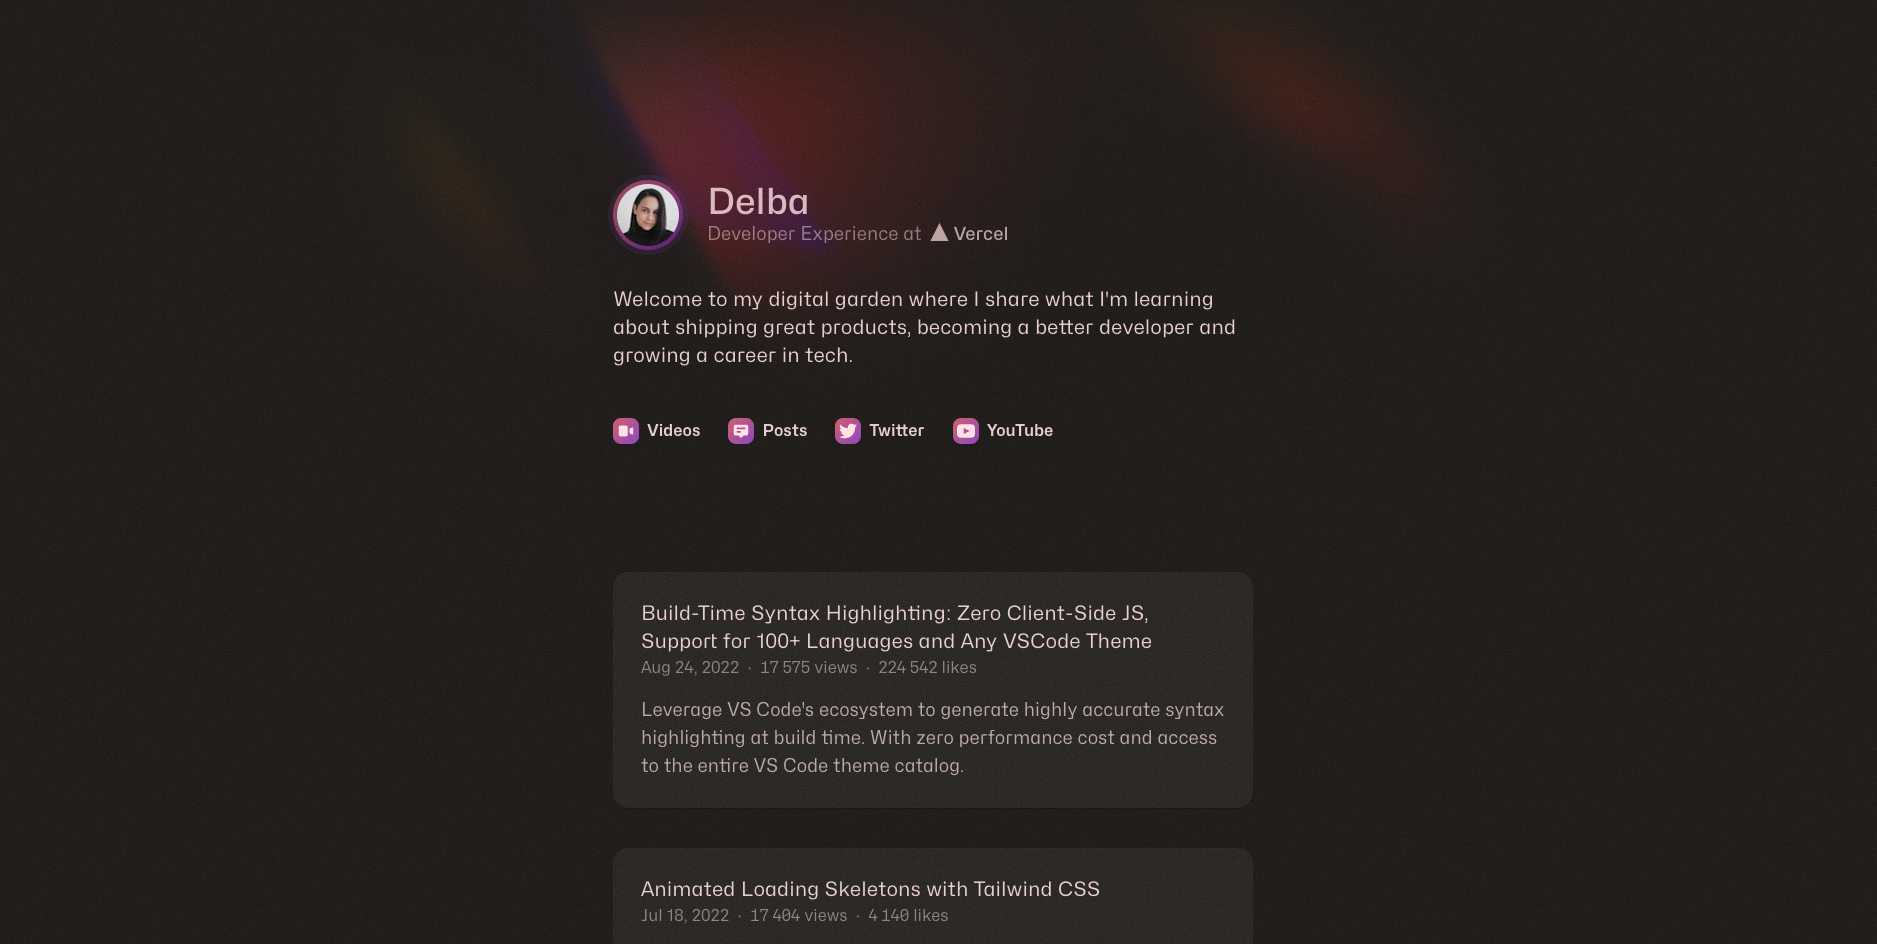 Delba
Developer Experience at Vercel
Welcome to my digital garden where I share what I'm learning
about shipping great products, becoming a better developer and
growing a career in tech.
Videos Posts Twitter YouTube
Build-Time Syntax Highlighting: Zero Client-Side JS,
Support for 100+ Languages and Any VSCode Theme
Aug 24, 2022 · 17 575 views · 224 542 likes
Leverage VS Code's ecosystem to generate highly accurate syntax
highlighting at build time. With zero performance cost and access
to the entire VS Code theme catalog.
Animated Loading Skeletons with Tailwind CSS
Jul 18, 2022 · 17 404 views · 4 140 likes